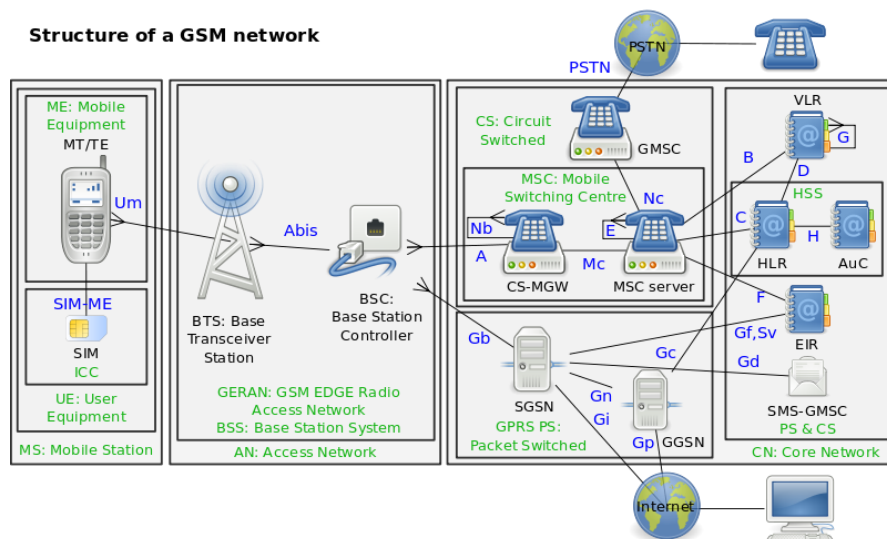 Structure of a GSM network
PSTN
PSTN
ME: Mobile
Equipment
MT/TE
Um
SIM-ME
SIM
ICC
UE: User
Equipment
MS: Mobile Station
Abis
BTS: Base
Transceiver
Station
BSC:
Base Station
Controller
GERAN: GSM EDGE Radio
Access Network
BSS: Base Station System
AN: Access Network
CS: Circuit
Switched
GMSC
MSC: Mobile
Switching Centre
Nc
Nb
E
A
Mc
CS-MGW
MSC server
VLR
G
B
D
HSS
C
H
HLR
AuC
F
EIR
Gf,Sv
Gb
Gc
Gd
Gn
Gi
SGSN
GPRS PS:
Packet Switched
Gp
GGSN
SMS-GMSC
PS & CS
CN: Core Network
Internet